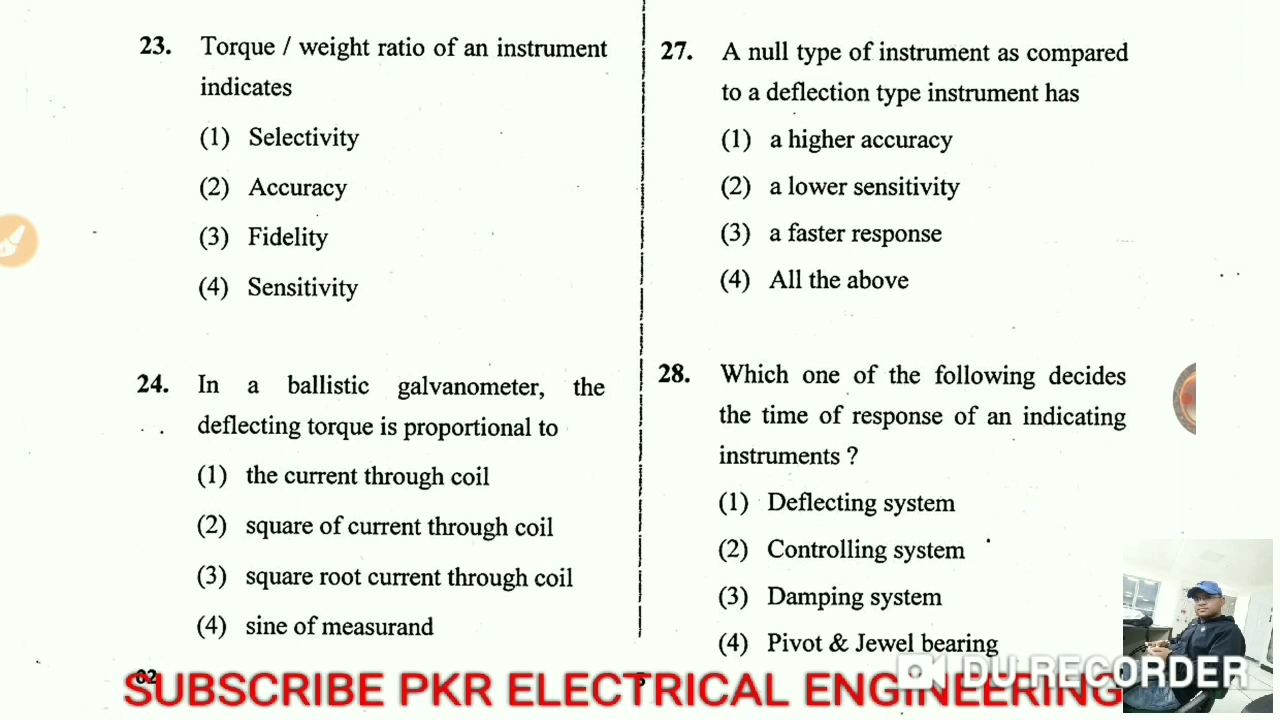 23. Torque / weight ratio of an instrument
indicates
(1) Selectivity
(2) Accuracy
(3) Fidelity
(4) Sensitivity
24. In a ballistic galvanometer, the
deflecting torque is proportional to
(1) the current through coil
(2) square of current through coil
(3) square root current through coil
(4) sine of measurand
27. A null type of instrument as compared
to a deflection type instrument has
(1) a higher accuracy
(2) a lower sensitivity
(3) a faster response
(4) All the above
28. Which one of the following decides
the time of response of an indicating
instruments ?
(1) Deflecting system
(2) Controlling system
(3) Damping system
(4) Pivot & Jewel bearing
02
SUBSCRIBE PKR ELECTRICAL ENGINEERING
DU RECORDER